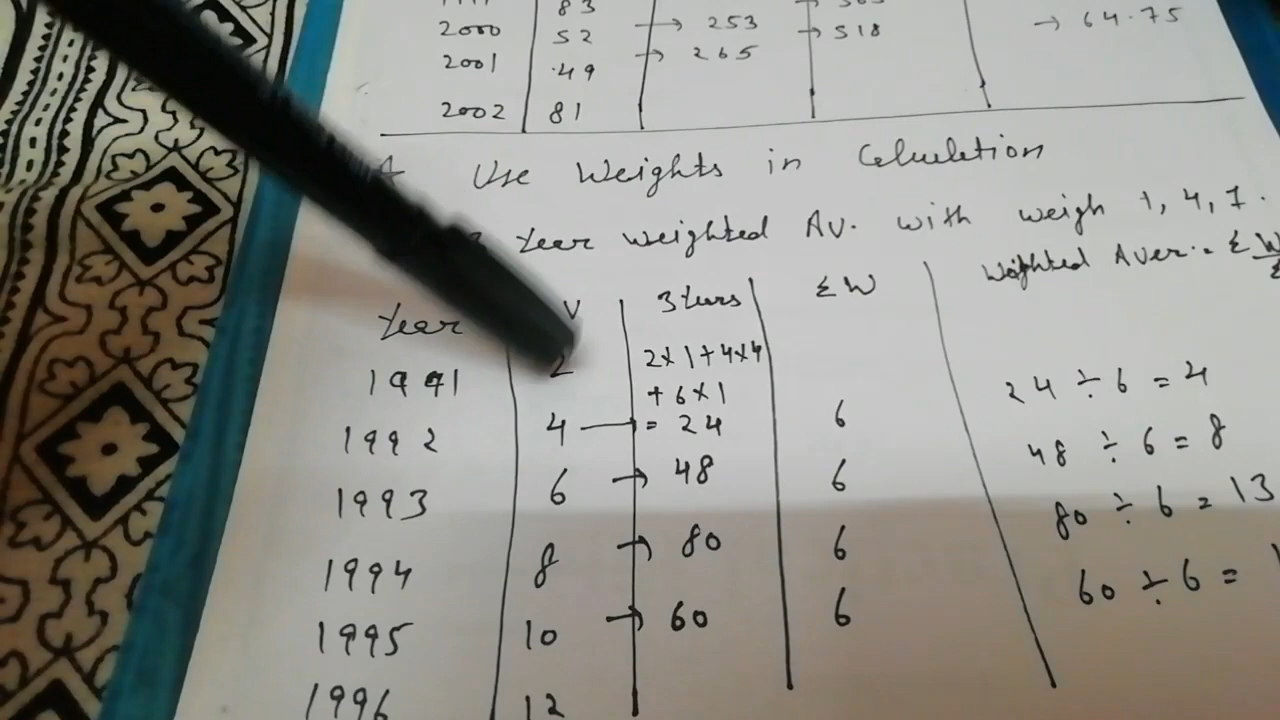 83
2000 52 → 253 → 518 → 64.75
2001 .49 → 265
2002 81
Use Weights in Calculation
Year weighted Av. with weigh 1, 4, 1.
Weighted Aver. = ΣW
Year V 3 Years ΣW
1991 2 2x1+4x4
+6x1
24 ÷ 6 = 4
1992 4 = 24 6
48 ÷ 6 = 8
1993 6 → 48 6
80 ÷ 6 = 13
1994 8 → 80 6
60 ÷ 6 =
1995 10 → 60 6
1996 12